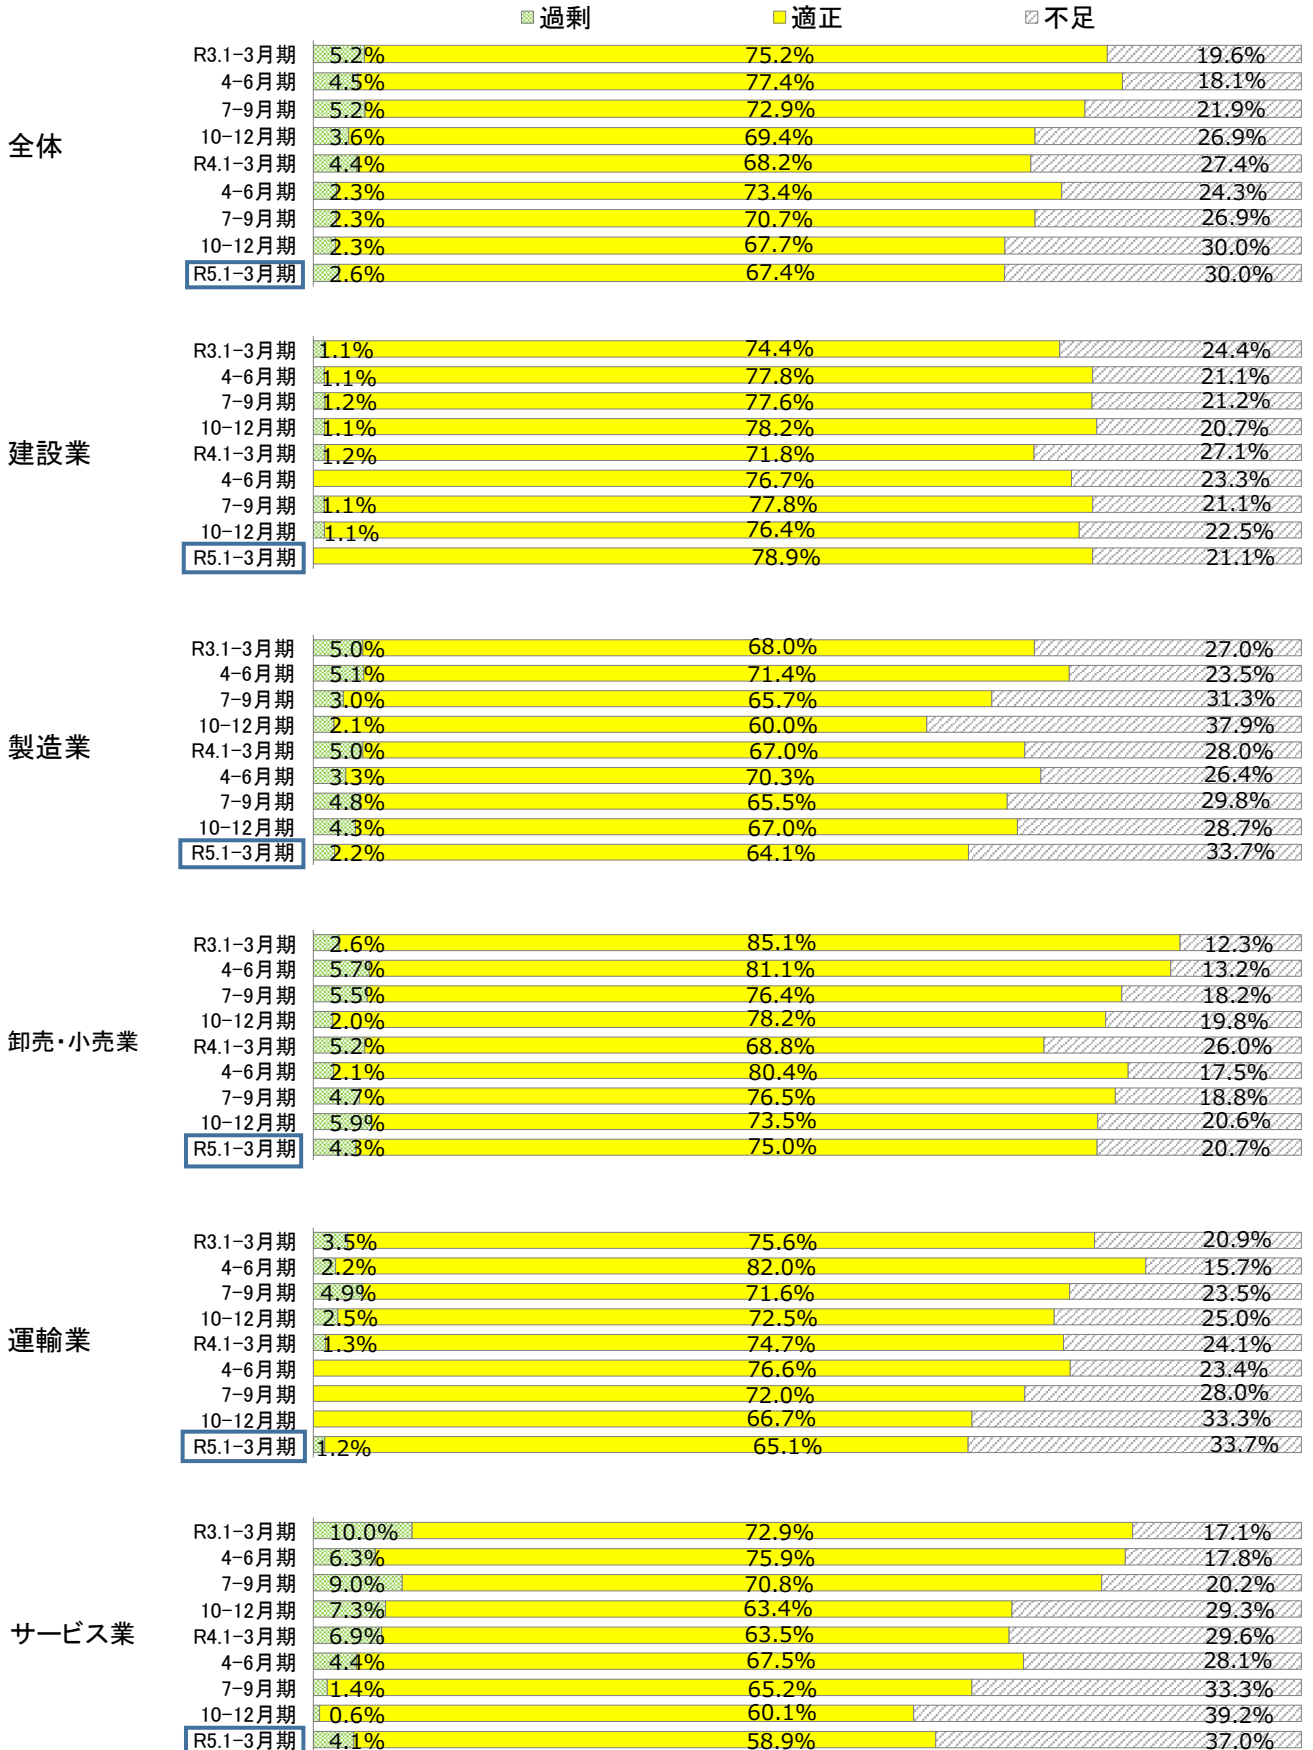 過剰 適正 不足
全体
R3.1-3月期 5.2% 75.2% 19.6%
4-6月期 4.5% 77.4% 18.1%
7-9月期 5.2% 72.9% 21.9%
10-12月期 3.6% 69.4% 26.9%
R4.1-3月期 4.4% 68.2% 27.4%
4-6月期 2.3% 73.4% 24.3%
7-9月期 2.3% 70.7% 26.9%
10-12月期 2.3% 67.7% 30.0%
R5.1-3月期 2.6% 67.4% 30.0%
建設業
R3.1-3月期 1.1% 74.4% 24.4%
4-6月期 1.1% 77.8% 21.1%
7-9月期 1.2% 77.6% 21.2%
10-12月期 1.1% 78.2% 20.7%
R4.1-3月期 1.2% 71.8% 27.1%
4-6月期 76.7% 23.3%
7-9月期 1.1% 77.8% 21.1%
10-12月期 1.1% 76.4% 22.5%
R5.1-3月期 78.9% 21.1%
製造業
R3.1-3月期 5.0% 68.0% 27.0%
4-6月期 5.1% 71.4% 23.5%
7-9月期 3.0% 65.7% 31.3%
10-12月期 2.1% 60.0% 37.9%
R4.1-3月期 5.0% 67.0% 28.0%
4-6月期 3.3% 70.3% 26.4%
7-9月期 4.8% 65.5% 29.8%
10-12月期 4.3% 67.0% 28.7%
R5.1-3月期 2.2% 64.1% 33.7%
卸売・小売業
R3.1-3月期 2.6% 85.1% 12.3%
4-6月期 5.7% 81.1% 13.2%
7-9月期 5.5% 76.4% 18.2%
10-12月期 2.0% 78.2% 19.8%
R4.1-3月期 5.2% 68.8% 26.0%
4-6月期 2.1% 80.4% 17.5%
7-9月期 4.7% 76.5% 18.8%
10-12月期 5.9% 73.5% 20.6%
R5.1-3月期 4.3% 75.0% 20.7%
運輸業
R3.1-3月期 3.5% 75.6% 20.9%
4-6月期 2.2% 82.0% 15.7%
7-9月期 4.9% 71.6% 23.5%
10-12月期 2.5% 72.5% 25.0%
R4.1-3月期 1.3% 74.7% 24.1%
4-6月期 76.6% 23.4%
7-9月期 72.0% 28.0%
10-12月期 66.7% 33.3%
R5.1-3月期 1.2% 65.1% 33.7%
サービス業
R3.1-3月期 10.0% 72.9% 17.1%
4-6月期 6.3% 75.9% 17.8%
7-9月期 9.0% 70.8% 20.2%
10-12月期 7.3% 63.4% 29.3%
R4.1-3月期 6.9% 63.5% 29.6%
4-6月期 4.4% 67.5% 28.1%
7-9月期 1.4% 65.2% 33.3%
10-12月期 0.6% 60.1% 39.2%
R5.1-3月期 4.1% 58.9% 37.0%